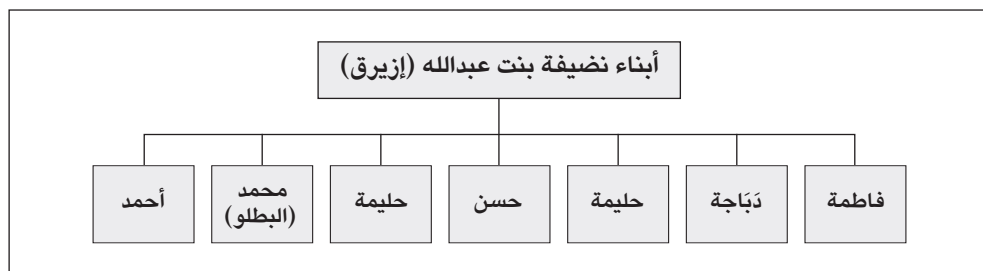 أبناء نضيفة بنت عبدالله (إزيرق)
فاطمة
دَبَاجة
حليمة
حسن
حليمة
محمد
(البطلو)
أحمد